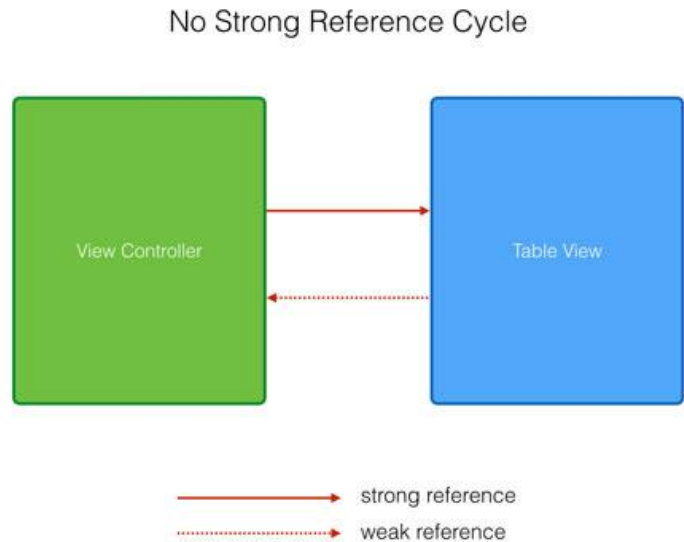 No Strong Reference Cycle
View Controller
Table View
strong reference
weak reference